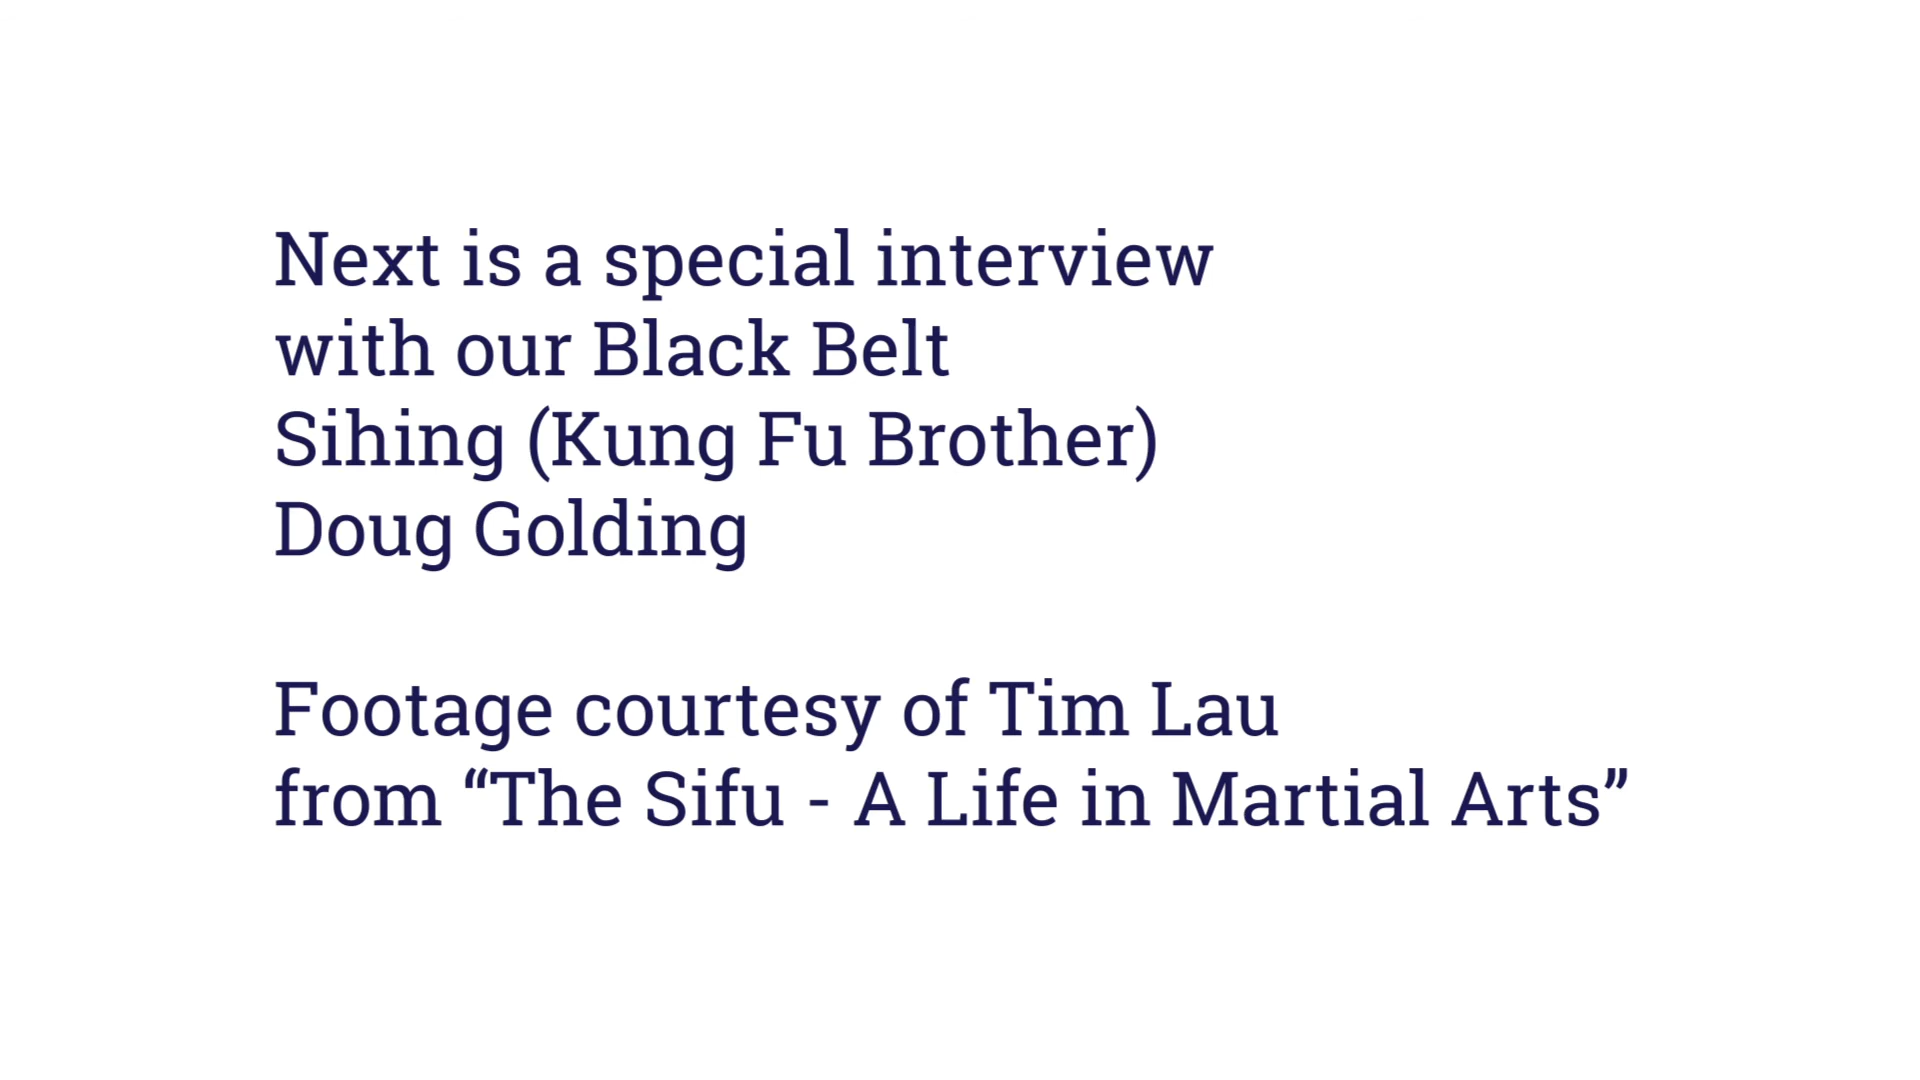 Next is a special interview
with our Black Belt
Sihing (Kung Fu Brother)
Doug Golding
Footage courtesy of Tim Lau
from “The Sifu - A Life in Martial Arts”